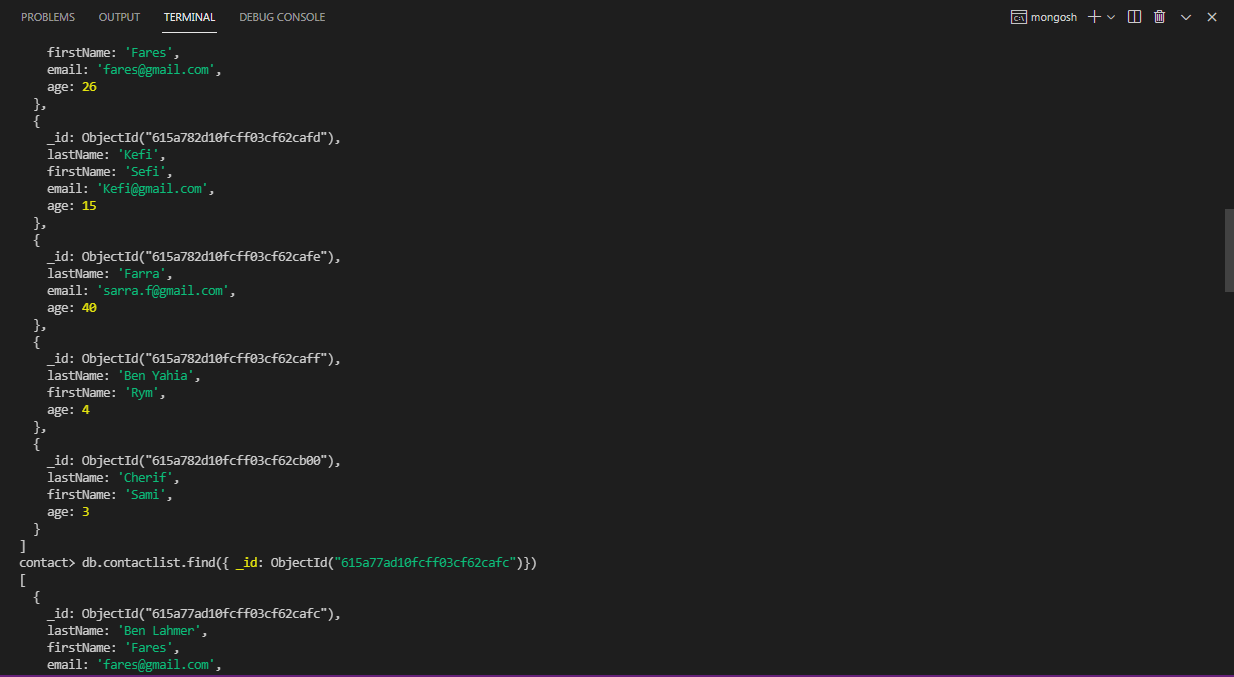 PROBLEMS OUTPUT TERMINAL DEBUG CONSOLE mongosh
firstName: 'Fares',
email: 'fares@gmail.com',
age: 26
},
{
_id: ObjectId("615a782d10fcff03cf62cafd"),
lastName: 'Kefi',
firstName: 'Sefi',
email: 'Kefi@gmail.com',
age: 15
},
{
_id: ObjectId("615a782d10fcff03cf62cafe"),
lastName: 'Farra',
email: 'sarra.f@gmail.com',
age: 40
},
{
_id: ObjectId("615a782d10fcff03cf62caff"),
lastName: 'Ben Yahia',
firstName: 'Rym',
age: 4
},
{
_id: ObjectId("615a782d10fcff03cf62cb00"),
lastName: 'Cherif',
firstName: 'Sami',
age: 3
}
]
contact> db.contactlist.find({ _id: ObjectId("615a77ad10fcff03cf62cafc")})
[
{
_id: ObjectId("615a77ad10fcff03cf62cafc"),
lastName: 'Ben Lahmer',
firstName: 'Fares',
email: 'fares@gmail.com',